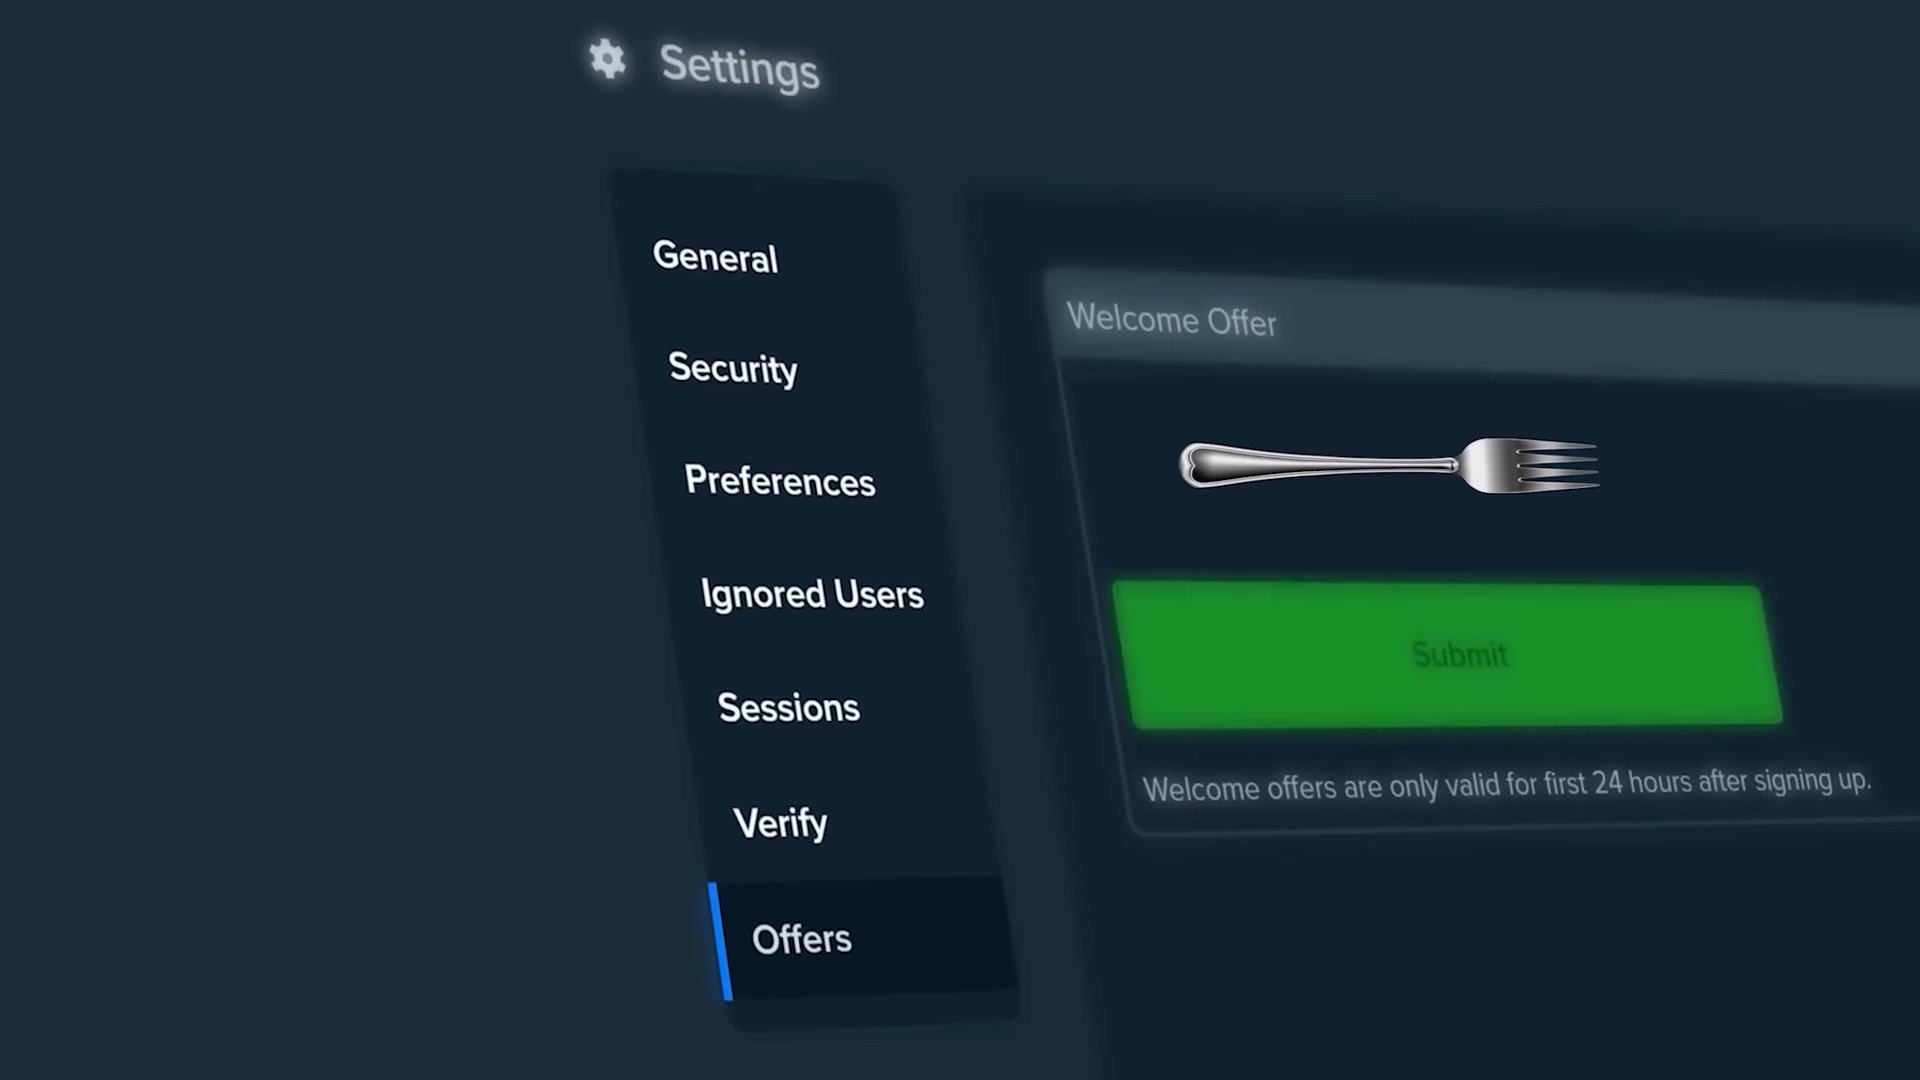 Settings
General
Security
Preferences
Ignored Users
Sessions
Verify
Offers
Welcome Offer
Submit
Welcome offers are only valid for first 24 hours after signing up.